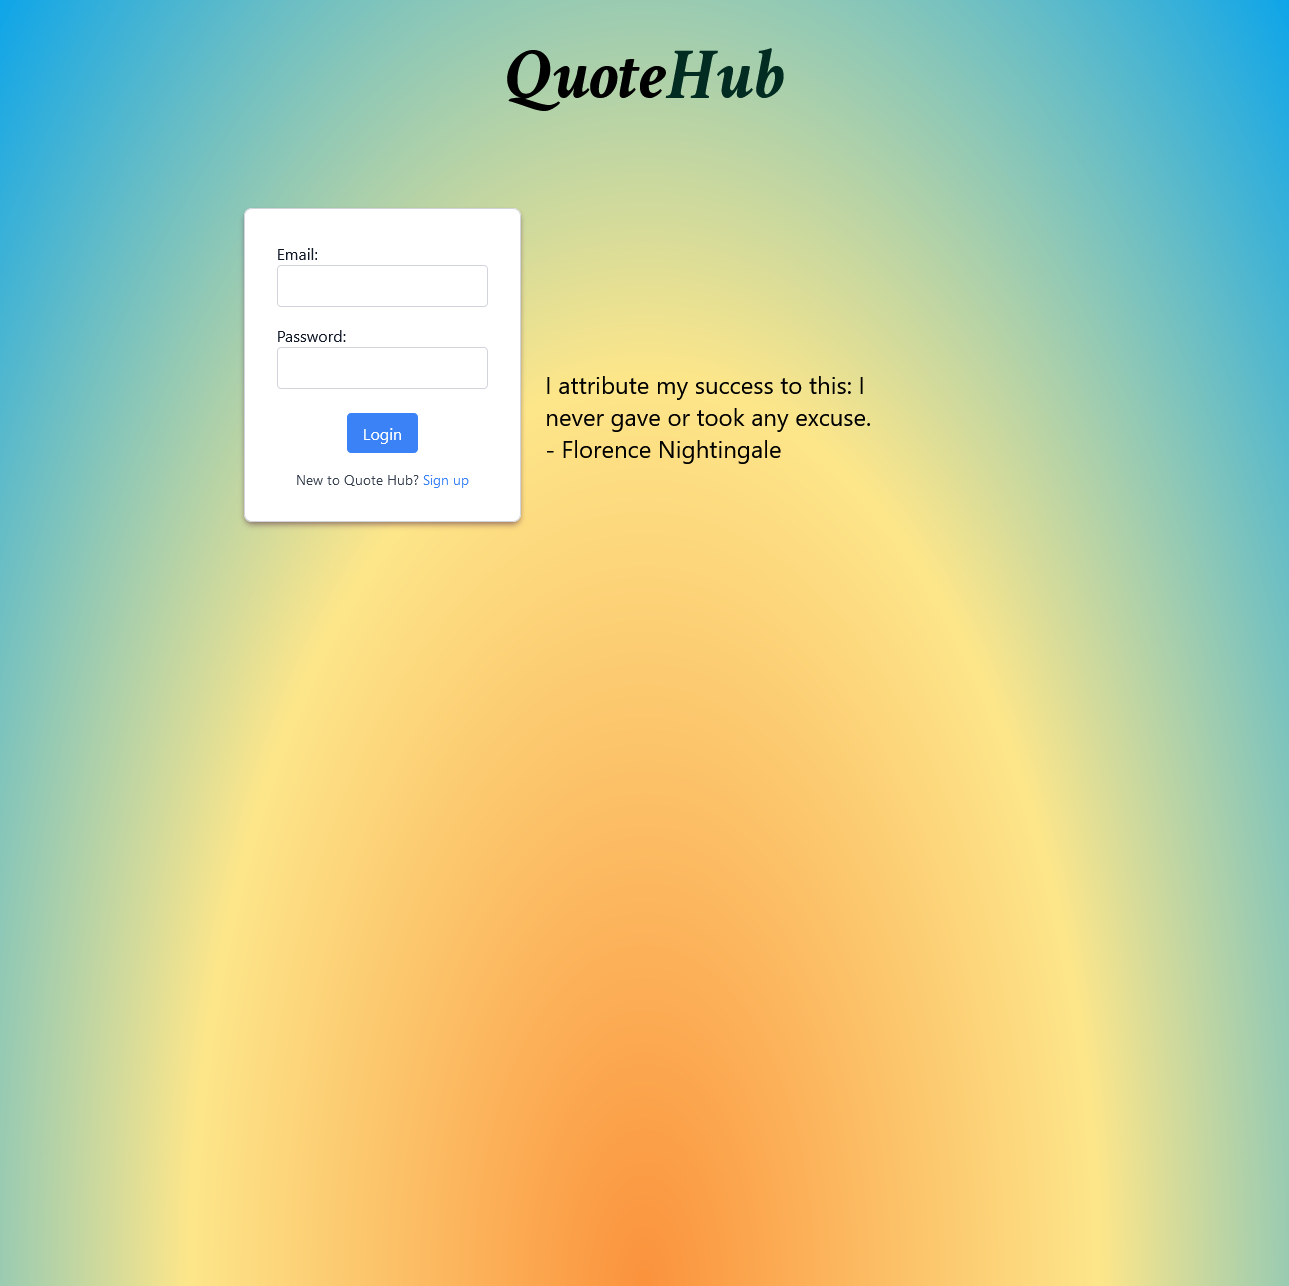 QuoteHub
Email:
Password:
Login
New to Quote Hub? Sign up
I attribute my success to this: I
never gave or took any excuse.
- Florence Nightingale